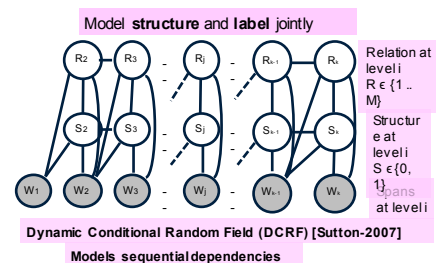 Model structure and label jointly
R2 R3 Rj Rk-1 Rk
Relation at
level i
R ϵ {1 ..
M}
S2 S3 Sj Sk-1 Sk
Structur
e at
level i
S ϵ{0,
1}
W1 W2 W3 Wj Wk-1 Wk
Spans
at level i
Dynamic Conditional Random Field (DCRF) [Sutton-2007]
Models sequential dependencies